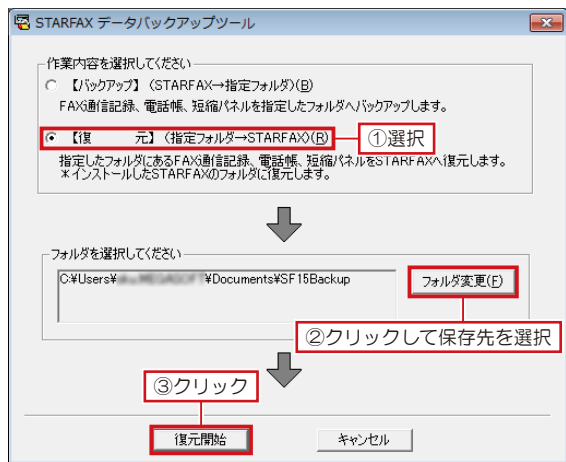 STARFAX データバックアップツール
作業内容を選択してください
【バックアップ】 (STARFAX→指定フォルダ)(B)
FAX通信記録、電話帳、短縮パネルを指定したフォルダへバックアップします。
【復 元】 (指定フォルダ→STARFAX)(R)
①選択
指定したフォルダにあるFAX通信記録、電話帳、短縮パネルをSTARFAXへ復元します。
*インストールしたSTARFAXのフォルダに復元します。
フォルダを選択してください
C:¥Users¥ ¥Documents¥SF15Backup
フォルダ変更(F)
②クリックして保存先を選択
③クリック
復元開始
キャンセル